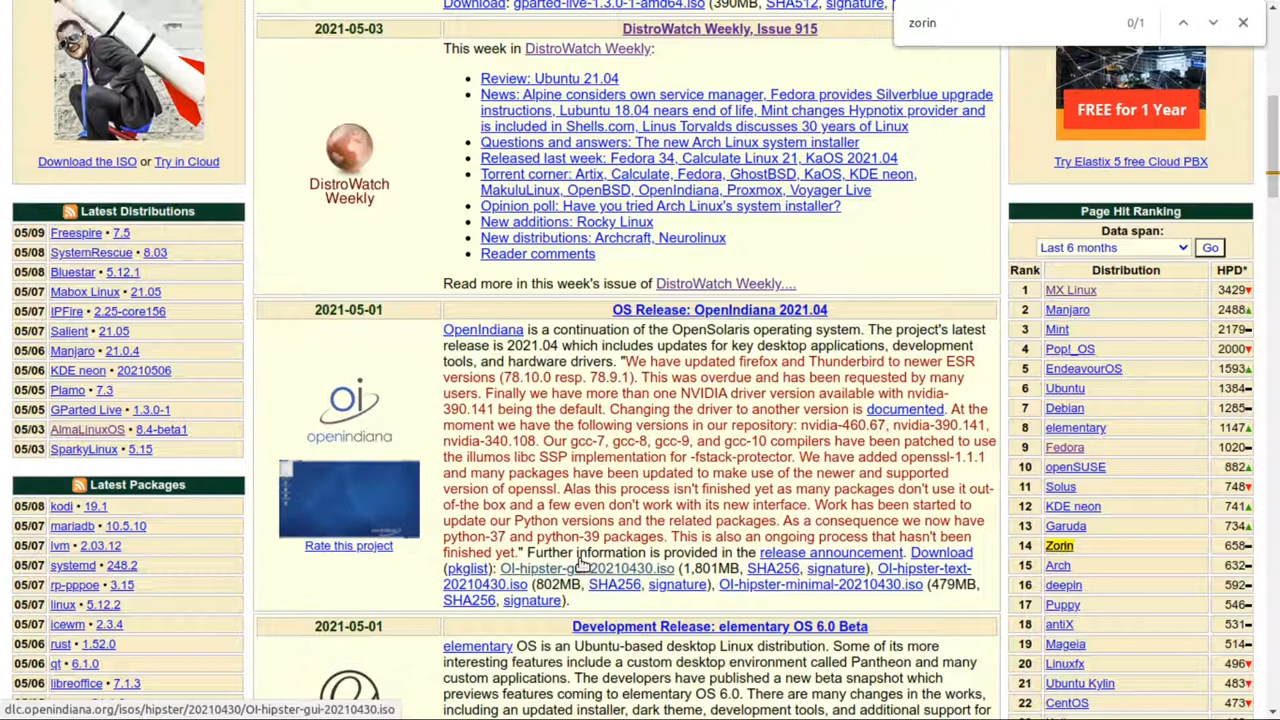 Download the ISO or Try in Cloud
Latest Distributions
05/09 Freespire • 7.5
05/08 SystemRescue • 8.03
05/08 Bluestar • 5.12.1
05/07 Mabox Linux • 21.05
05/07 IPFire • 2.25-core156
05/07 Salient • 21.05
05/06 Manjaro • 21.0.4
05/06 KDE neon • 20210506
05/05 Plamo • 7.3
05/05 GParted Live • 1.3.0-1
05/03 AlmaLinuxOS • 8.4-beta1
05/03 SparkyLinux • 5.15
Latest Packages
05/08 kodi • 19.1
05/07 mariadb • 10.5.10
05/07 lvm • 2.03.12
05/07 systemd • 248.2
05/07 rp-pppoe • 3.15
05/07 linux • 5.12.2
05/07 icewm • 2.3.4
05/06 rust • 1.52.0
05/06 qt • 6.1.0
05/06 libreoffice • 7.1.3
dlc.openindiana.org/isos/hipster/20210430/OI-hipster-gui-20210430.iso
Download: gparted-live-1.3.0-1-amd64.iso (390MB, SHA512, signature,
2021-05-03 DistroWatch Weekly, Issue 915
DistroWatch
Weekly
This week in DistroWatch Weekly:
• Review: Ubuntu 21.04
• News: Alpine considers own service manager, Fedora provides Silverblue upgrade
instructions, Lubuntu 18.04 nears end of life, Mint changes Hypnotix provider and
is included in Shells.com, Linus Torvalds discusses 30 years of Linux
• Questions and answers: The new Arch Linux system installer
• Released last week: Fedora 34, Calculate Linux 21, KaOS 2021.04
• Torrent corner: Artix, Calculate, Fedora, GhostBSD, KaOS, KDE neon,
MakuluLinux, OpenBSD, OpenIndiana, Proxmox, Voyager Live
• Opinion poll: Have you tried Arch Linux's system installer?
• New additions: Rocky Linux
• New distributions: Archcraft, Neurolinux
• Reader comments
Read more in this week's issue of DistroWatch Weekly....
2021-05-01 OS Release: OpenIndiana 2021.04
oi
openindiana
Rate this project
OpenIndiana is a continuation of the OpenSolaris operating system. The project's latest
release is 2021.04 which includes updates for key desktop applications, development
tools, and hardware drivers. "We have updated firefox and Thunderbird to newer ESR
versions (78.10.0 resp. 78.9.1). This was overdue and has been requested by many
users. Finally we have more than one NVIDIA driver version available with nvidia-
390.141 being the default. Changing the driver to another version is documented. At the
moment we have the following versions in our repository: nvidia-460.67, nvidia-390.141,
nvidia-340.108. Our gcc-7, gcc-8, gcc-9, and gcc-10 compilers have been patched to use
the illumos libc SSP implementation for -fstack-protector. We have added openssl-1.1.1
and many packages have been updated to make use of the newer and supported
version of openssl. Alas this process isn't finished yet as many packages don't use it out-
of-the box and a few even don't work with its new interface. Work has been started to
update our Python versions and the related packages. As a consequence we now have
python-37 and python-39 packages. This is also an ongoing process that hasn't been
finished yet." Further information is provided in the release announcement. Download
(pkglist): OI-hipster-gui-20210430.iso (1,801MB, SHA256, signature), OI-hipster-text-
20210430.iso (802MB, SHA256, signature), OI-hipster-minimal-20210430.iso (479MB,
SHA256, signature).
2021-05-01 Development Release: elementary OS 6.0 Beta
elementary OS is an Ubuntu-based desktop Linux distribution. Some of its more
interesting features include a custom desktop environment called Pantheon and many
custom applications. The developers have published a new beta snapshot which
previews features coming to elementary OS 6.0. There are many changes in the works,
including an updated installer, dark theme, development tools, and additional support for
zorin 0/1
FREE for 1 Year
Try Elastix 5 free Cloud PBX
Page Hit Ranking
Data span:
Last 6 months Go
Rank Distribution HPD*
1 MX Linux 3429
2 Manjaro 2488
3 Mint 2179
4 Pop!_OS 2000
5 EndeavourOS 1593
6 Ubuntu 1384
7 Debian 1285
8 elementary 1147
9 Fedora 1020
10 openSUSE 882
11 Solus 748
12 KDE neon 741
13 Garuda 734
14 Zorin 658
15 Arch 632
16 deepin 592
17 Puppy 546
18 antiX 531
19 Mageia 514
20 Linuxfx 496
21 Ubuntu Kylin 483
22 CentOS 473